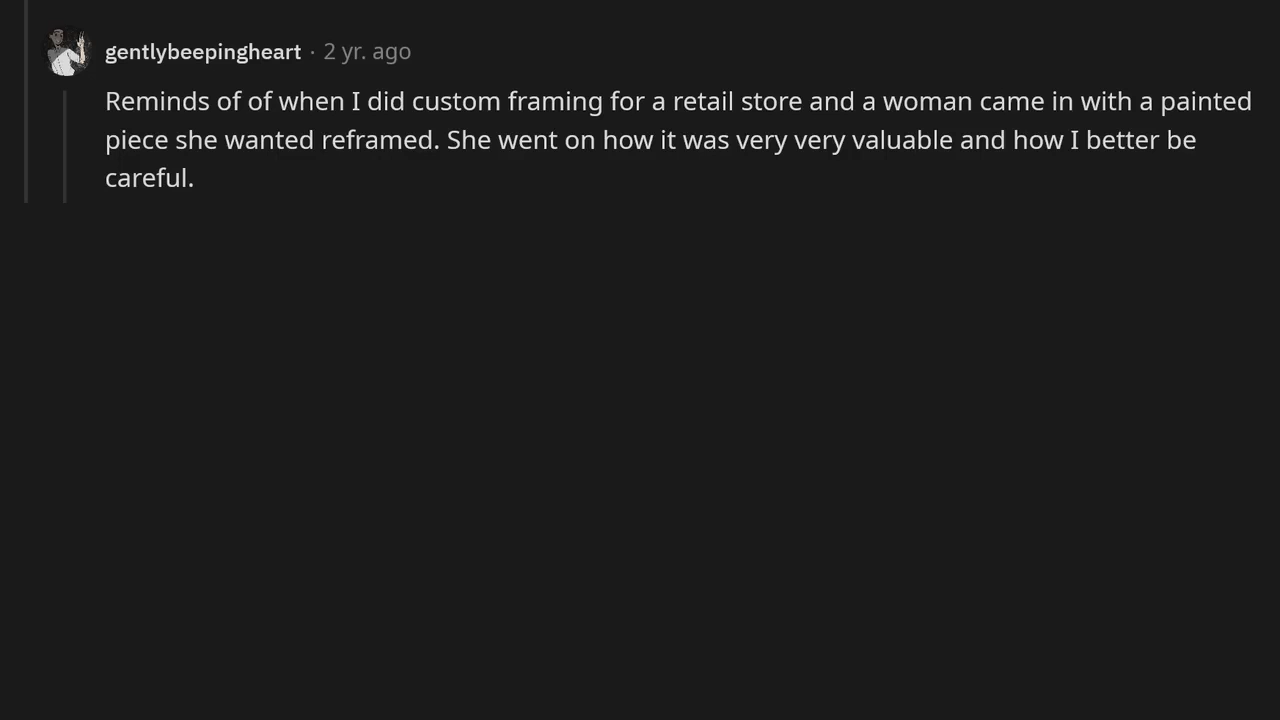 gentlybeepingheart · 2 yr. ago
Reminds of of when I did custom framing for a retail store and a woman came in with a painted
piece she wanted reframed. She went on how it was very very valuable and how I better be
careful.